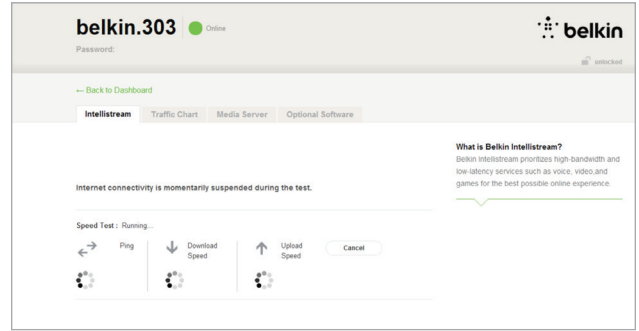 belkin.303
Online
belkin
Password:
unlocked
← Back to Dashboard
Intellistream
Traffic Chart
Media Server
Optional Software
What is Belkin Intellistream?
Belkin Intellistream prioritizes high-bandwidth and
low-latency services such as voice, video,and
games for the best possible online experience.
Internet connectivity is momentarily suspended during the test.
Speed Test : Running...
Ping
Download
Speed
Upload
Speed
Cancel